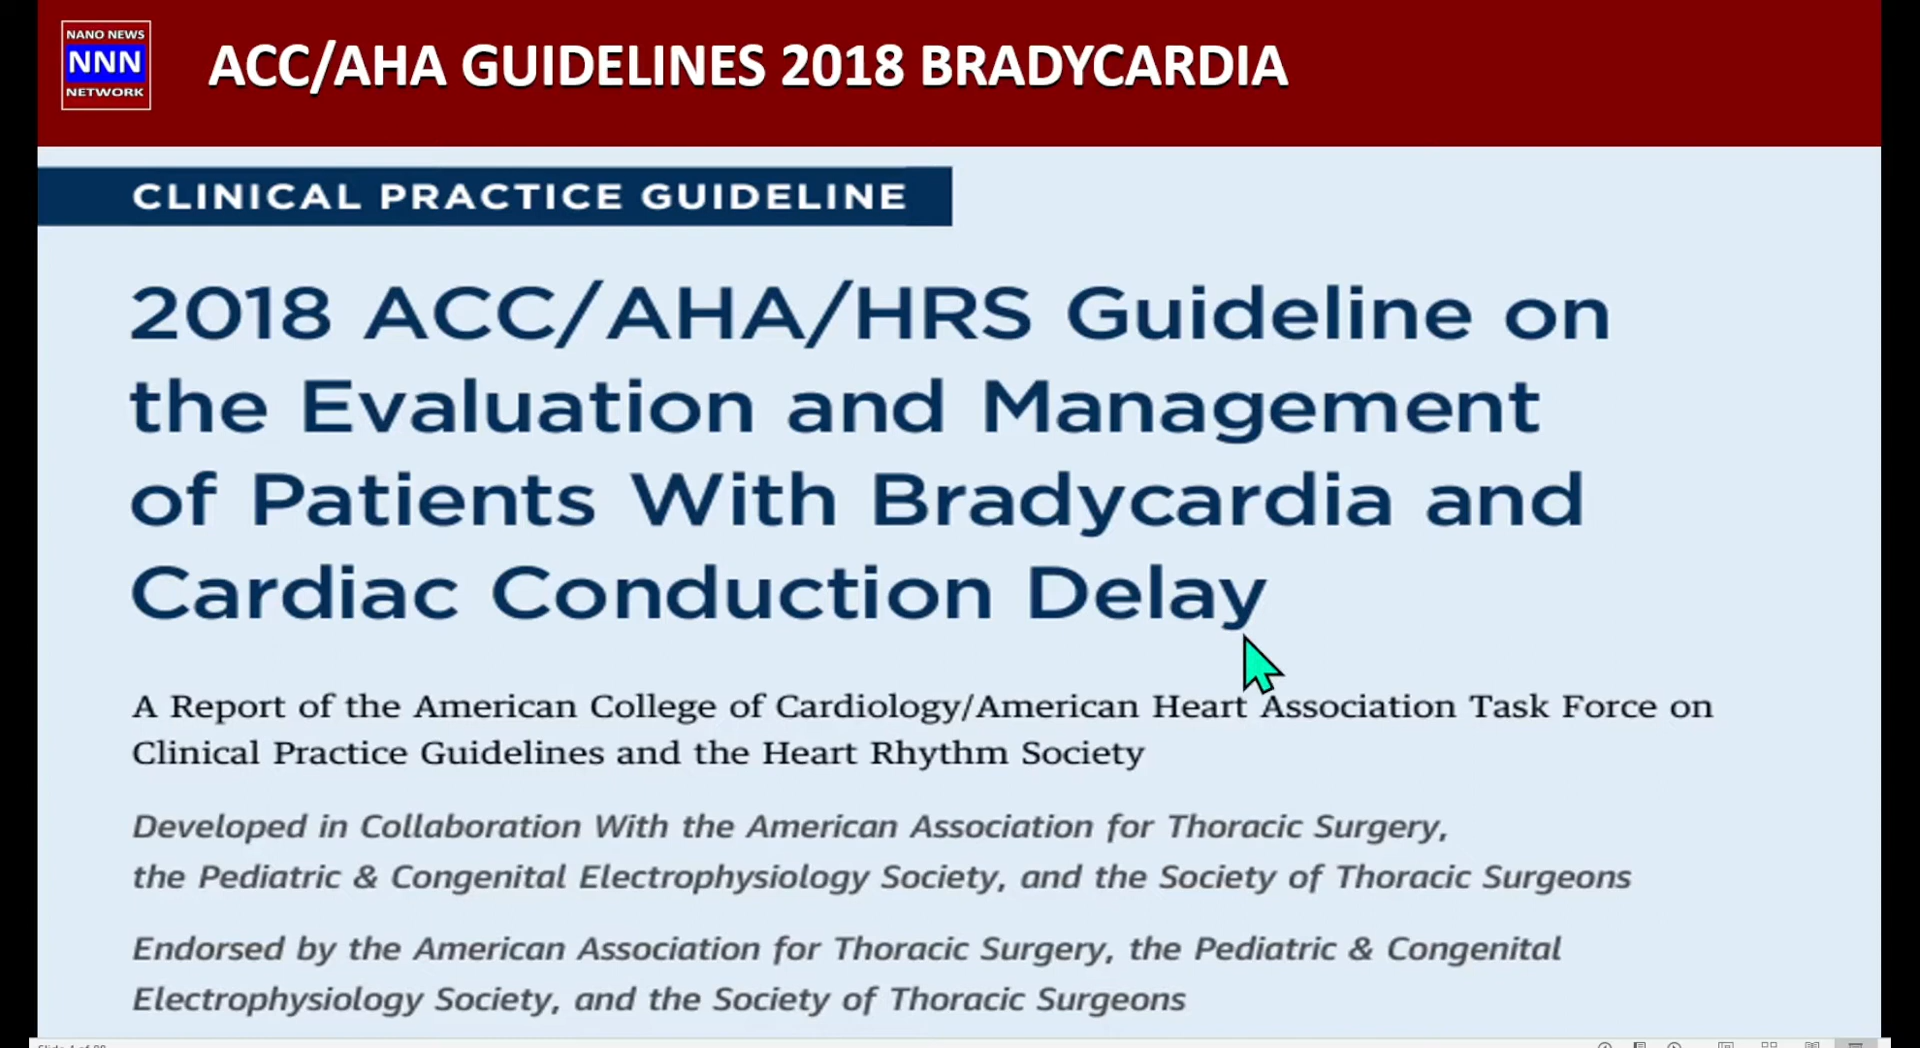 NANO NEWS
NNN
NETWORK
ACC/AHA GUIDELINES 2018 BRADYCARDIA
CLINICAL PRACTICE GUIDELINE
2018 ACC/AHA/HRS Guideline on
the Evaluation and Management
of Patients With Bradycardia and
Cardiac Conduction Delay
A Report of the American College of Cardiology/American Heart Association Task Force on
Clinical Practice Guidelines and the Heart Rhythm Society
Developed in Collaboration With the American Association for Thoracic Surgery,
the Pediatric & Congenital Electrophysiology Society, and the Society of Thoracic Surgeons
Endorsed by the American Association for Thoracic Surgery, the Pediatric & Congenital
Electrophysiology Society, and the Society of Thoracic Surgeons